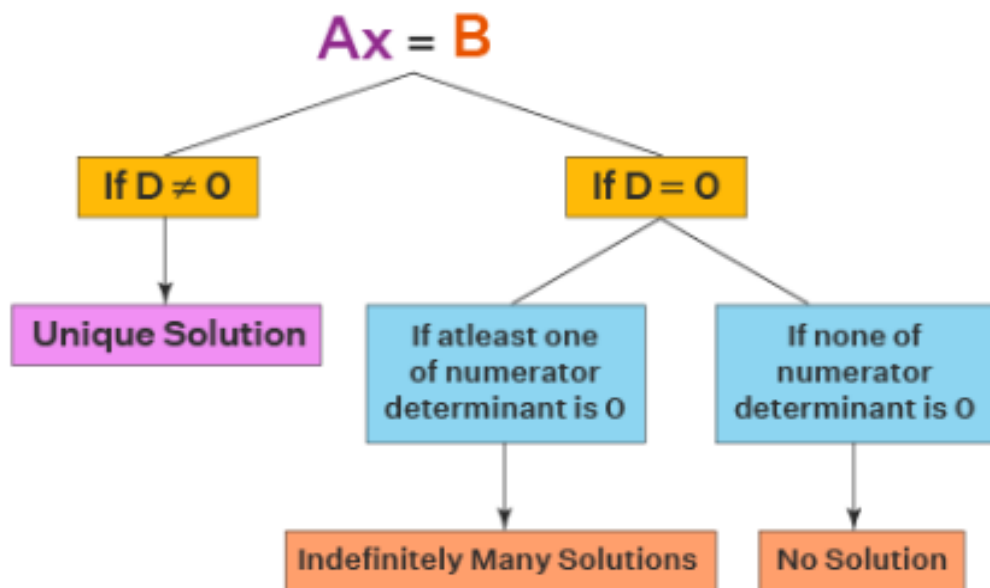 Ax = B
If D ≠ 0
If D = 0
Unique Solution
If atleast one
of numerator
determinant is 0
If none of
numerator
determinant is 0
Indefinitely Many Solutions
No Solution